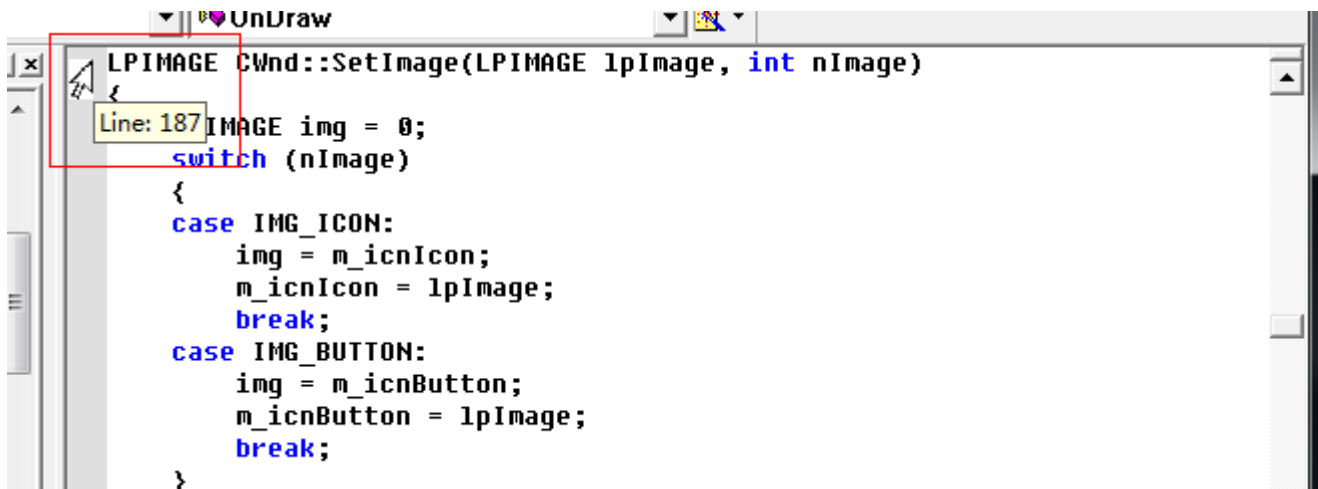 OnDraw
LPIMAGE CWnd::SetImage(LPIMAGE lpImage, int nImage)
{
Line: 187 IMAGE img = 0;
switch (nImage)
{
case IMG_ICON:
img = m_icnIcon;
m_icnIcon = lpImage;
break;
case IMG_BUTTON:
img = m_icnButton;
m_icnButton = lpImage;
break;
}